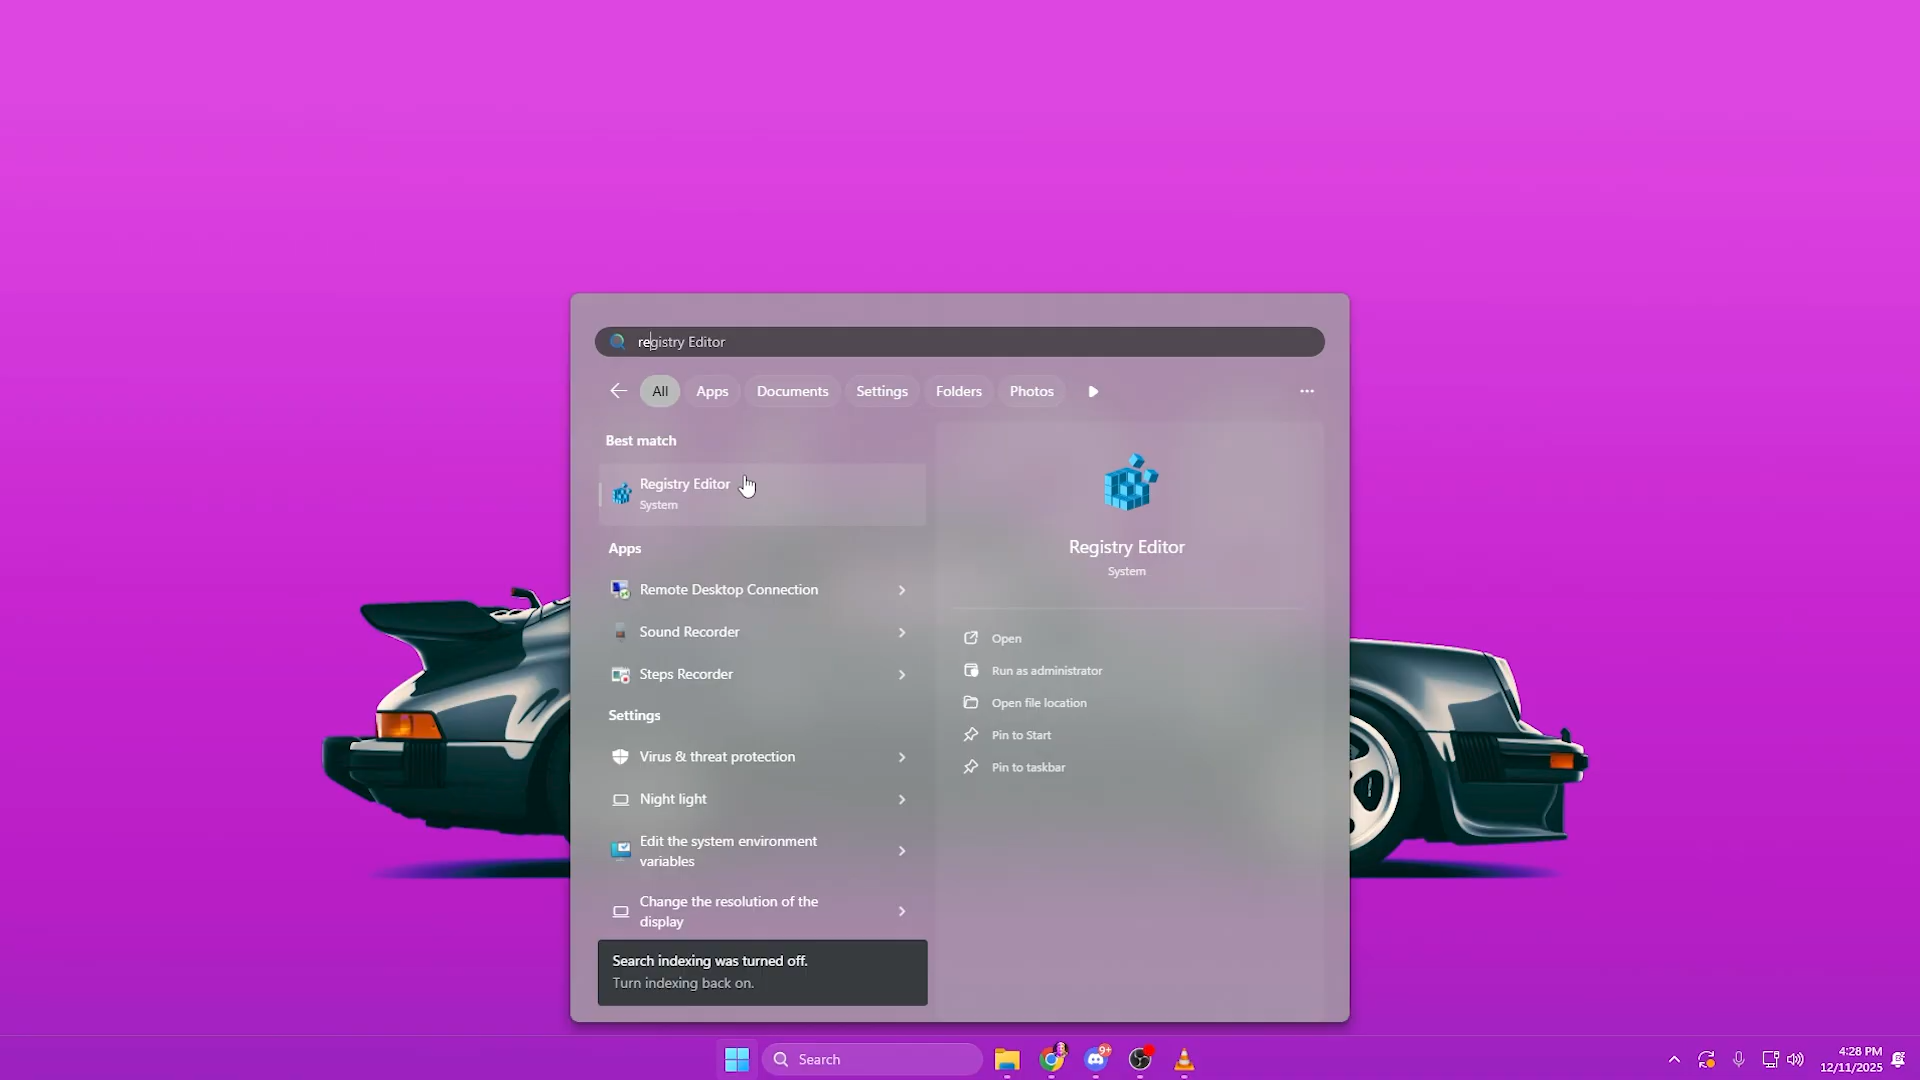 registry Editor
All Apps Documents Settings Folders Photos
Best match
Registry Editor
System
Apps
Remote Desktop Connection
Sound Recorder
Steps Recorder
Settings
Virus & threat protection
Night light
Edit the system environment
variables
Change the resolution of the
display
Search indexing was turned off.
Turn indexing back on.
Registry Editor
System
Open
Run as administrator
Open file location
Pin to Start
Pin to taskbar
Search
9+
4:28 PM
12/11/2025